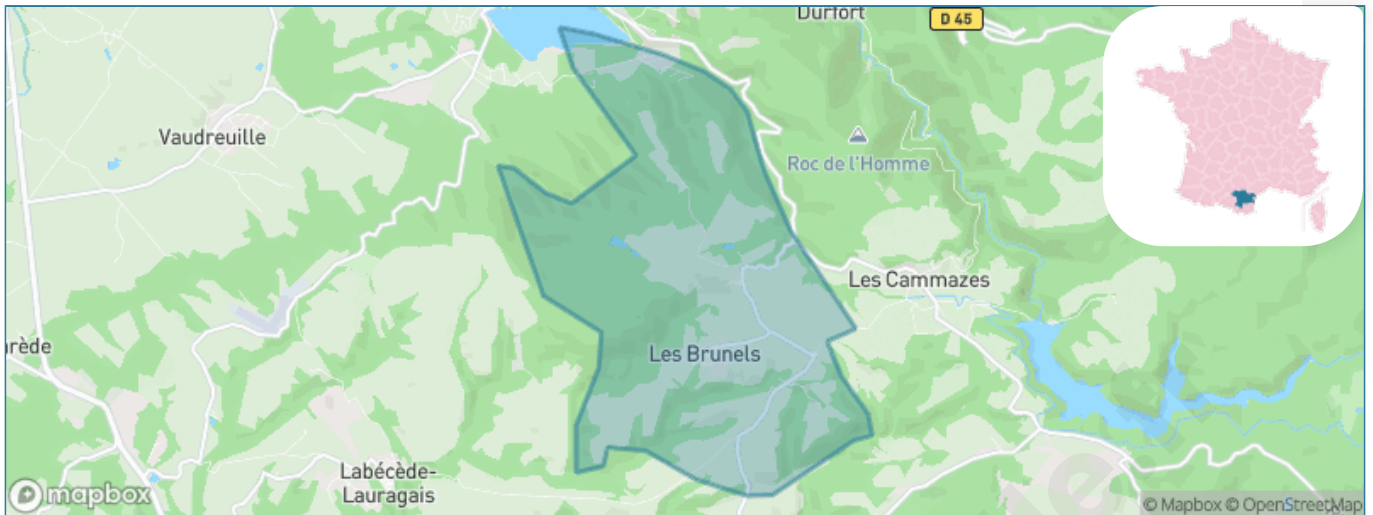 Durfort
D 45
Vaudreuille
Roc de l'Homme
Les Cammazes
arède
Les Brunels
Labécède-
Lauragais
mapbox
© Mapbox © OpenStreetMap